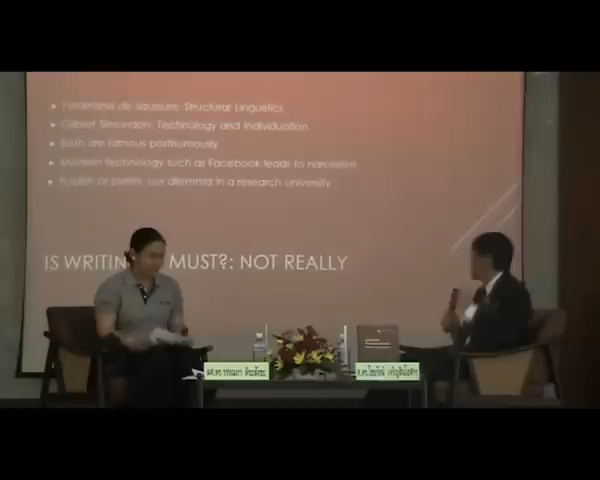 Ferdinand de Saussure: Structural Linguistics
Gilbert Simondon: Technology and Individuation
Both are famous posthumously
Modern technology such as Facebook leads to narcissism
Publish or perish: our dilemma in a research university
IS WRITING MUST?: NOT REALLY